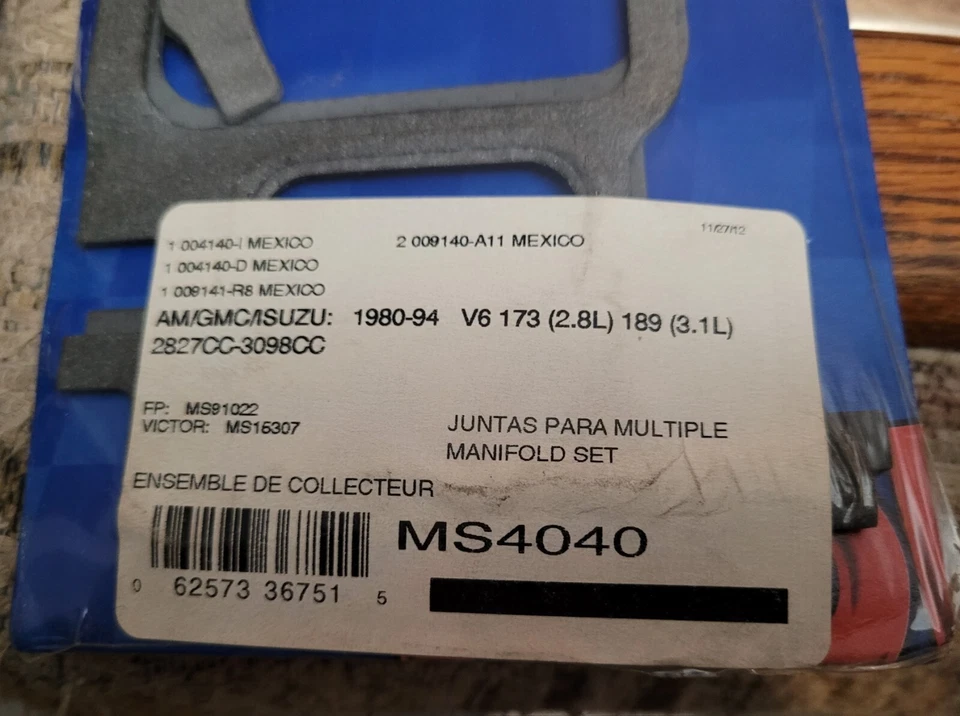 1 004140-I MEXICO 2 009140-A11 MEXICO 11/27/12
1 004140-D MEXICO
1 009141-R8 MEXICO
AM/GMC/ISUZU: 1980-94 V6 173 (2.8L) 189 (3.1L)
2827CC-3098CC
FP: MS91022
VICTOR: MS15307
JUNTAS PARA MULTIPLE
MANIFOLD SET
ENSEMBLE DE COLLECTEUR
MS4040
0 62573 36751 5